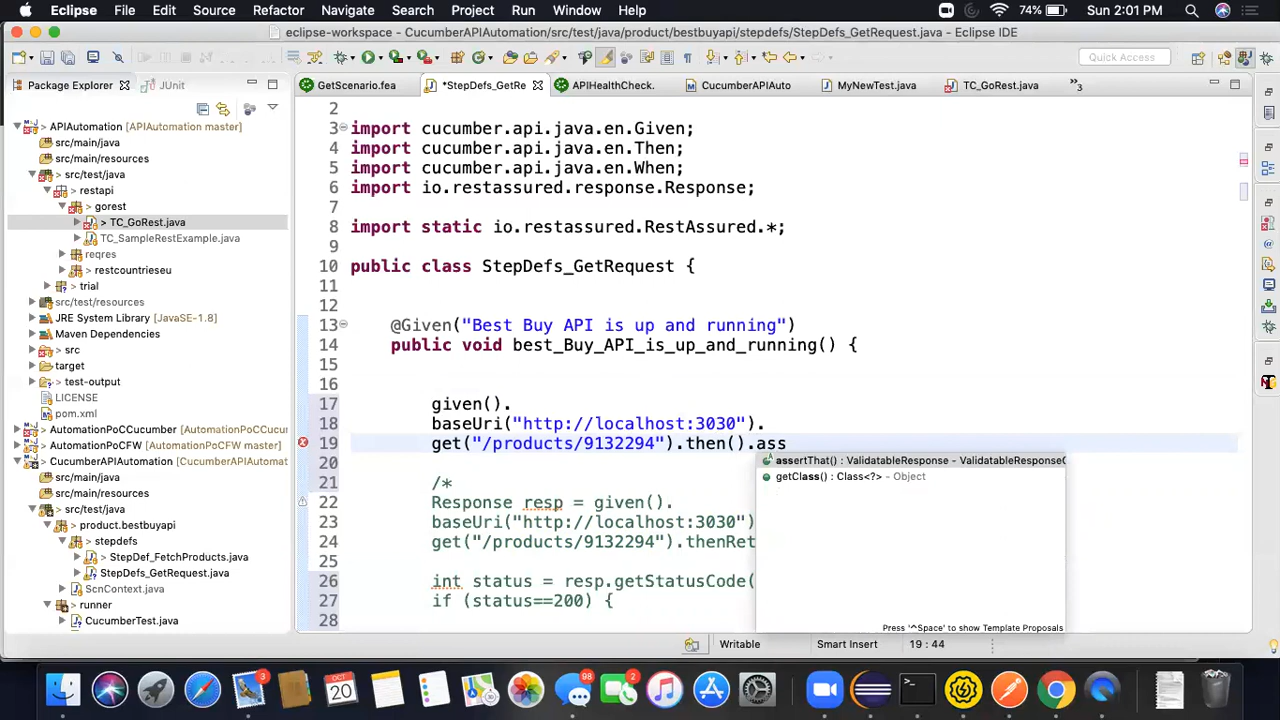 Eclipse File Edit Source Refactor Navigate Search Project Run Window Help 74% Sun 2:01 PM
eclipse-workspace - CucumberAPIAutomation/src/test/java/product/bestbuyapi/stepdefs/StepDefs_GetRequest.java - Eclipse IDE
Quick Access
Package Explorer JUnit
GetScenario.fea *StepDefs_GetRe APIHealthCheck. CucumberAPIAuto MyNewTest.java TC_GoRest.java »3
APIAutomation [APIAutomation master]
src/main/java
src/main/resources
src/test/java
restapi
gorest
> TC_GoRest.java
TC_SampleRestExample.java
reqres
> restcountrieseu
> trial
src/test/resources
JRE System Library [JavaSE-1.8]
Maven Dependencies
> src
target
> test-output
LICENSE
pom.xml
AutomationPoCCucumber [AutomationPoCC
AutomationPoCFW [AutomationPoCFW master]
CucumberAPIAutomation [CucumberAPIAutomat
src/main/java
src/main/resources
src/test/java
> product.bestbuyapi
> stepdefs
> StepDef_FetchProducts.java
StepDefs_GetRequest.java
ScnContext.java
> runner
CucumberTest.java
2
3 import cucumber.api.java.en.Given;
4 import cucumber.api.java.en.Then;
5 import cucumber.api.java.en.When;
6 import io.restassured.response.Response;
7
8 import static io.restassured.RestAssured.*;
9
10 public class StepDefs_GetRequest {
11
12
13 @Given("Best Buy API is up and running")
14 public void best_Buy_API_is_up_and_running() {
15
16
17 given().
18 baseUri("http://localhost:3030").
19 get("/products/9132294").then().ass
20
21 /*
22 Response resp = given().
23 baseUri("http://localhost:3030")
24 get("/products/9132294").thenRet
25
26 int status = resp.getStatusCode(
27 if (status==200) {
28
assertThat() : ValidatableResponse - ValidatableResponseO
getClass() : Class<?> - Object
Press '^Space' to show Template Proposals
Writable Smart Insert 19 : 44
3 OCT 20 98 2